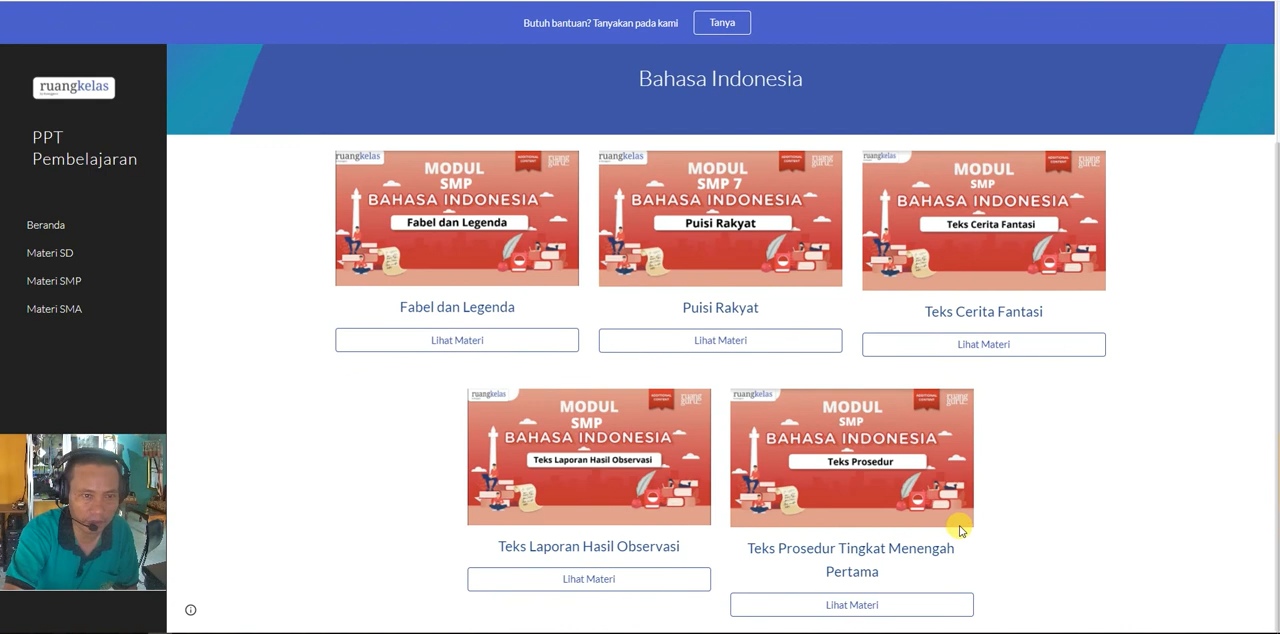 Butuh bantuan? Tanyakan pada kami
Tanya
ruangkelas
PPT
Pembelajaran
Beranda
Materi SD
Materi SMP
Materi SMA
Bahasa Indonesia
ruangkelas
MODUL
SMP
BAHASA INDONESIA
Fabel dan Legenda
Fabel dan Legenda
Lihat Materi
ruangkelas
MODUL
SMP 7
BAHASA INDONESIA
Puisi Rakyat
Puisi Rakyat
Lihat Materi
ruangkelas
MODUL
SMP
BAHASA INDONESIA
Teks Cerita Fantasi
Teks Cerita Fantasi
Lihat Materi
ruangkelas
MODUL
SMP
BAHASA INDONESIA
Teks Laporan Hasil Observasi
Teks Laporan Hasil Observasi
Lihat Materi
ruangkelas
MODUL
SMP
BAHASA INDONESIA
Teks Prosedur
Teks Prosedur Tingkat Menengah
Pertama
Lihat Materi